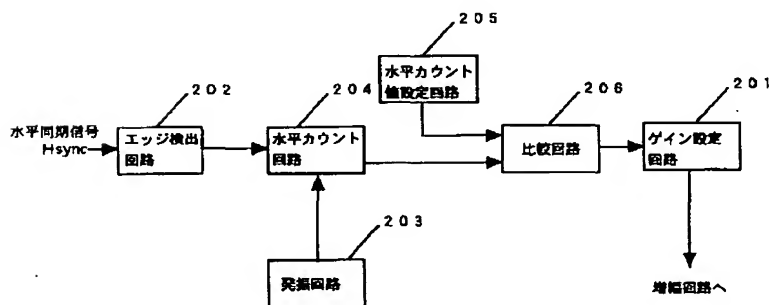 ２０５
水平カウント
値設定回路
２０２
２０４
２０６
２０１
水平同期信号
Hsync
エッジ検出
回路
水平カウント
回路
比較回路
ゲイン設定
回路
２０３
発振回路
増幅回路へ